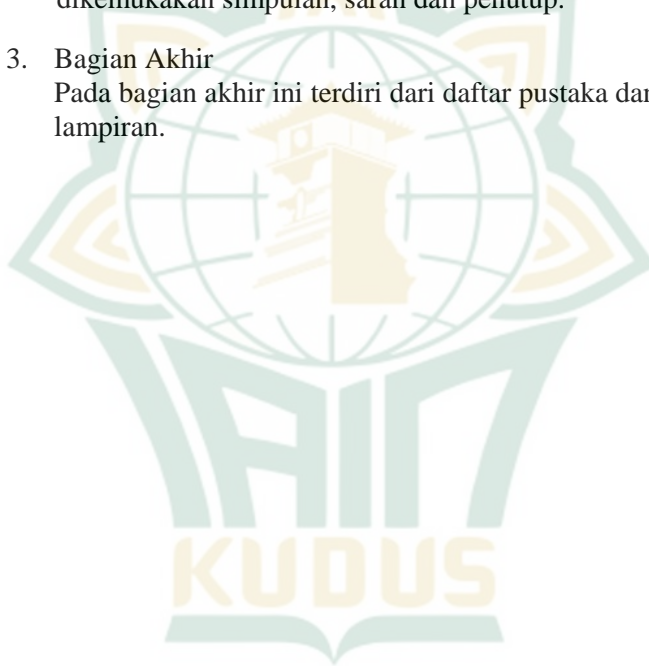 dikemukakan simpulan, saran dan penutup.
3. Bagian Akhir
Pada bagian akhir ini terdiri dari daftar pustaka dan
lampiran.
IAIN
KUDUS